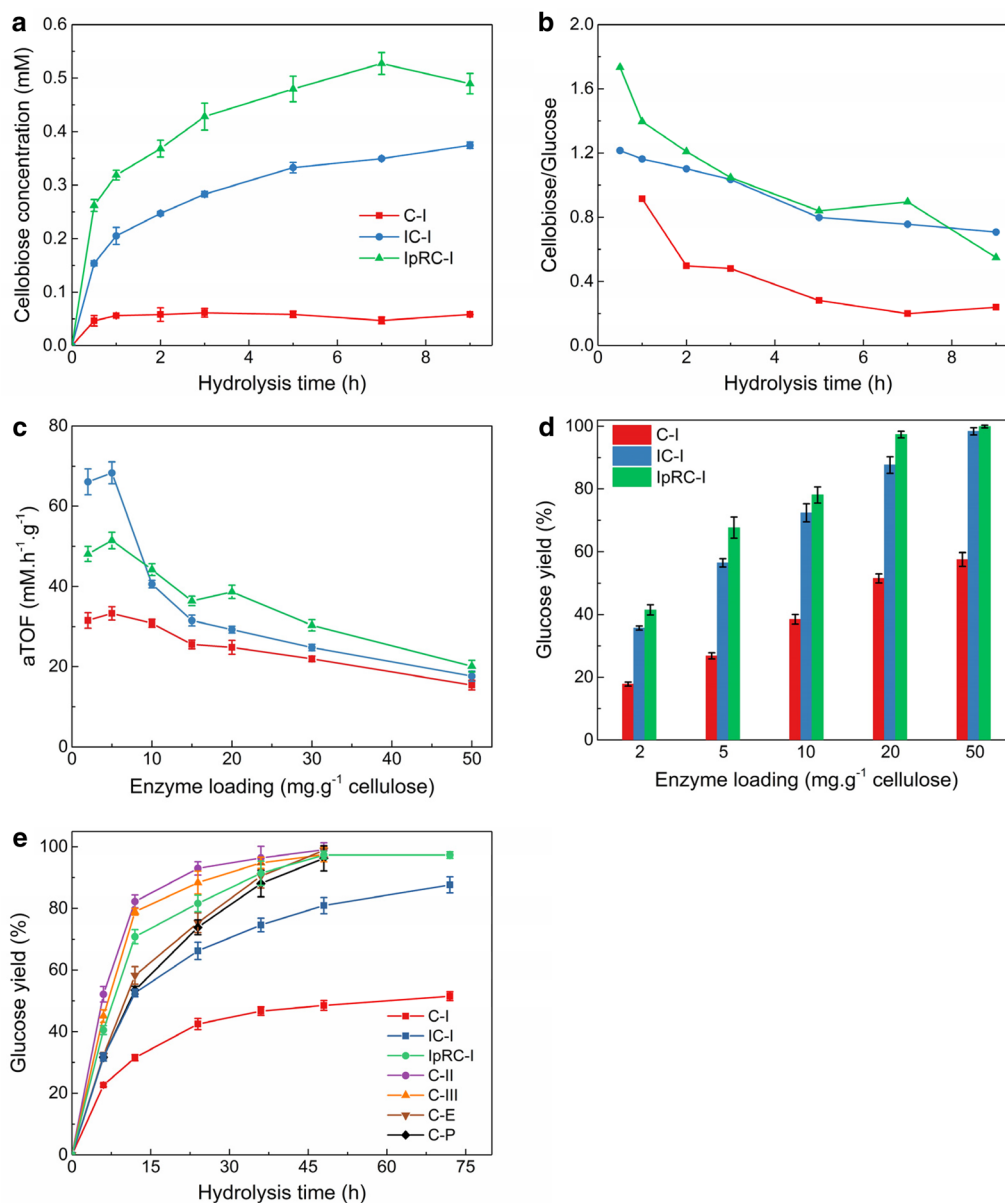 a
Cellobiose concentration (mM)
0.6
0.5
0.4
0.3
0.2
0.1
0.0
0 2 4 6 8
Hydrolysis time (h)
C-I
IC-I
IpRC-I
b
Cellobiose/Glucose
2.0
1.6
1.2
0.8
0.4
0.0
0 2 4 6 8
Hydrolysis time (h)
c
aTOF (mM.h⁻¹.g⁻¹)
80
60
40
20
0
0 10 20 30 40 50
Enzyme loading (mg.g⁻¹ cellulose)
d
Glucose yield (%)
100
80
60
40
20
0
C-I
IC-I
IpRC-I
2 5 10 20 50
Enzyme loading (mg.g⁻¹ cellulose)
e
Glucose yield (%)
100
80
60
40
20
0
0 15 30 45 60 75
Hydrolysis time (h)
C-I
IC-I
IpRC-I
C-II
C-III
C-E
C-P